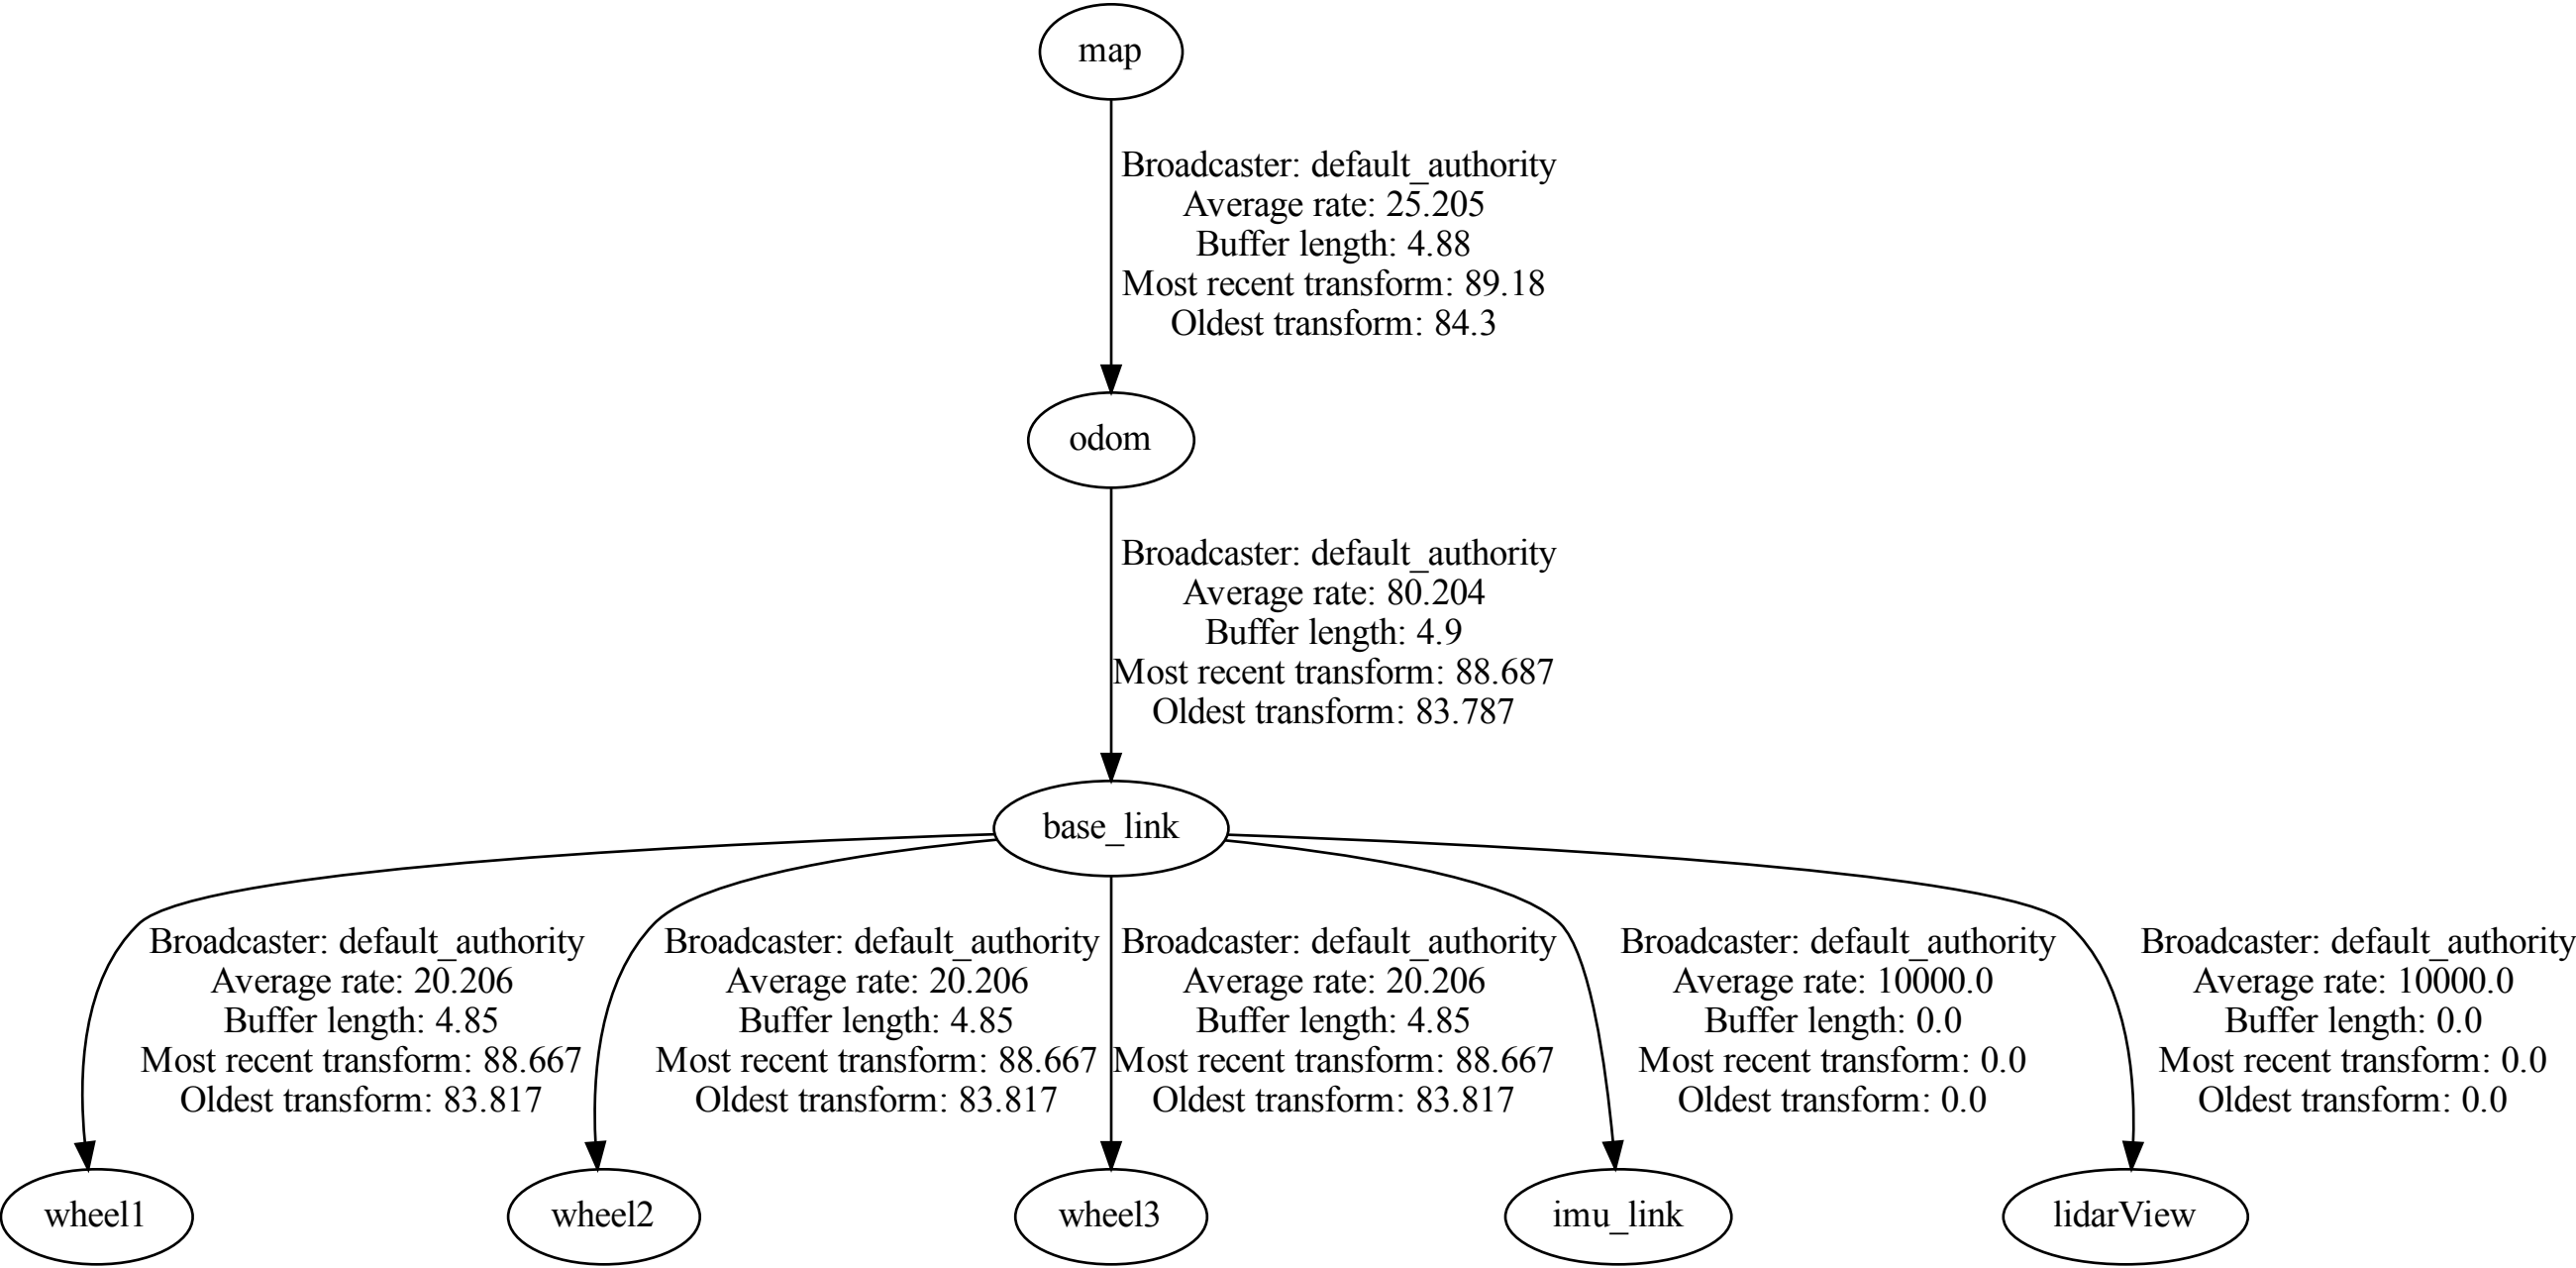 map
Broadcaster: default_authority
Average rate: 25.205
Buffer length: 4.88
Most recent transform: 89.18
Oldest transform: 84.3
odom
Broadcaster: default_authority
Average rate: 80.204
Buffer length: 4.9
Most recent transform: 88.687
Oldest transform: 83.787
base_link
Broadcaster: default_authority
Average rate: 20.206
Buffer length: 4.85
Most recent transform: 88.667
Oldest transform: 83.817
Broadcaster: default_authority
Average rate: 20.206
Buffer length: 4.85
Most recent transform: 88.667
Oldest transform: 83.817
Broadcaster: default_authority
Average rate: 20.206
Buffer length: 4.85
Most recent transform: 88.667
Oldest transform: 83.817
Broadcaster: default_authority
Average rate: 10000.0
Buffer length: 0.0
Most recent transform: 0.0
Oldest transform: 0.0
Broadcaster: default_authority
Average rate: 10000.0
Buffer length: 0.0
Most recent transform: 0.0
Oldest transform: 0.0
wheel1
wheel2
wheel3
imu_link
lidarView